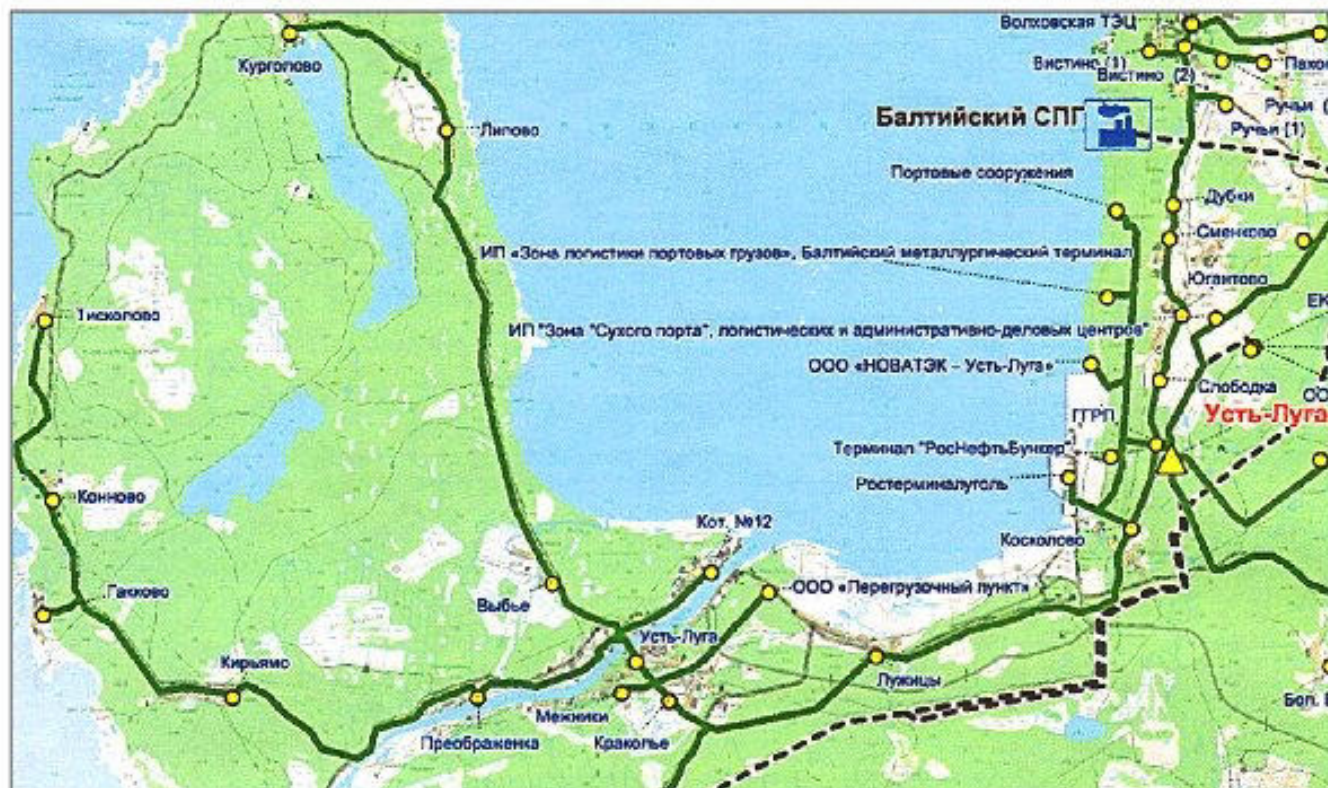 Волховская ТЭЦ
Курголово
Вистино (1)
Вистино (2)
Балтийский СПГ
Ручьи (1)
Липово
Портовые сооружения
Дубки
Сменково
ИП «Зона логистики портовых грузов», Балтийский металлургический терминал
Югантово
Тисколово
ИП "Зона "Сухого порта", логистических и административно-деловых центров"
ООО «НОВАТЭК – Усть-Луга»
Слободка
ГГРП
Усть-Луга
Терминал "РосНефтьБункер
Ростерминалуголь
Конново
Кот. №12
Косколово
Гакково
Выбье
ООО «Перегрузочный пункт»
Усть-Луга
Кирьямо
Лужицы
Межники
Преображенка
Краколье